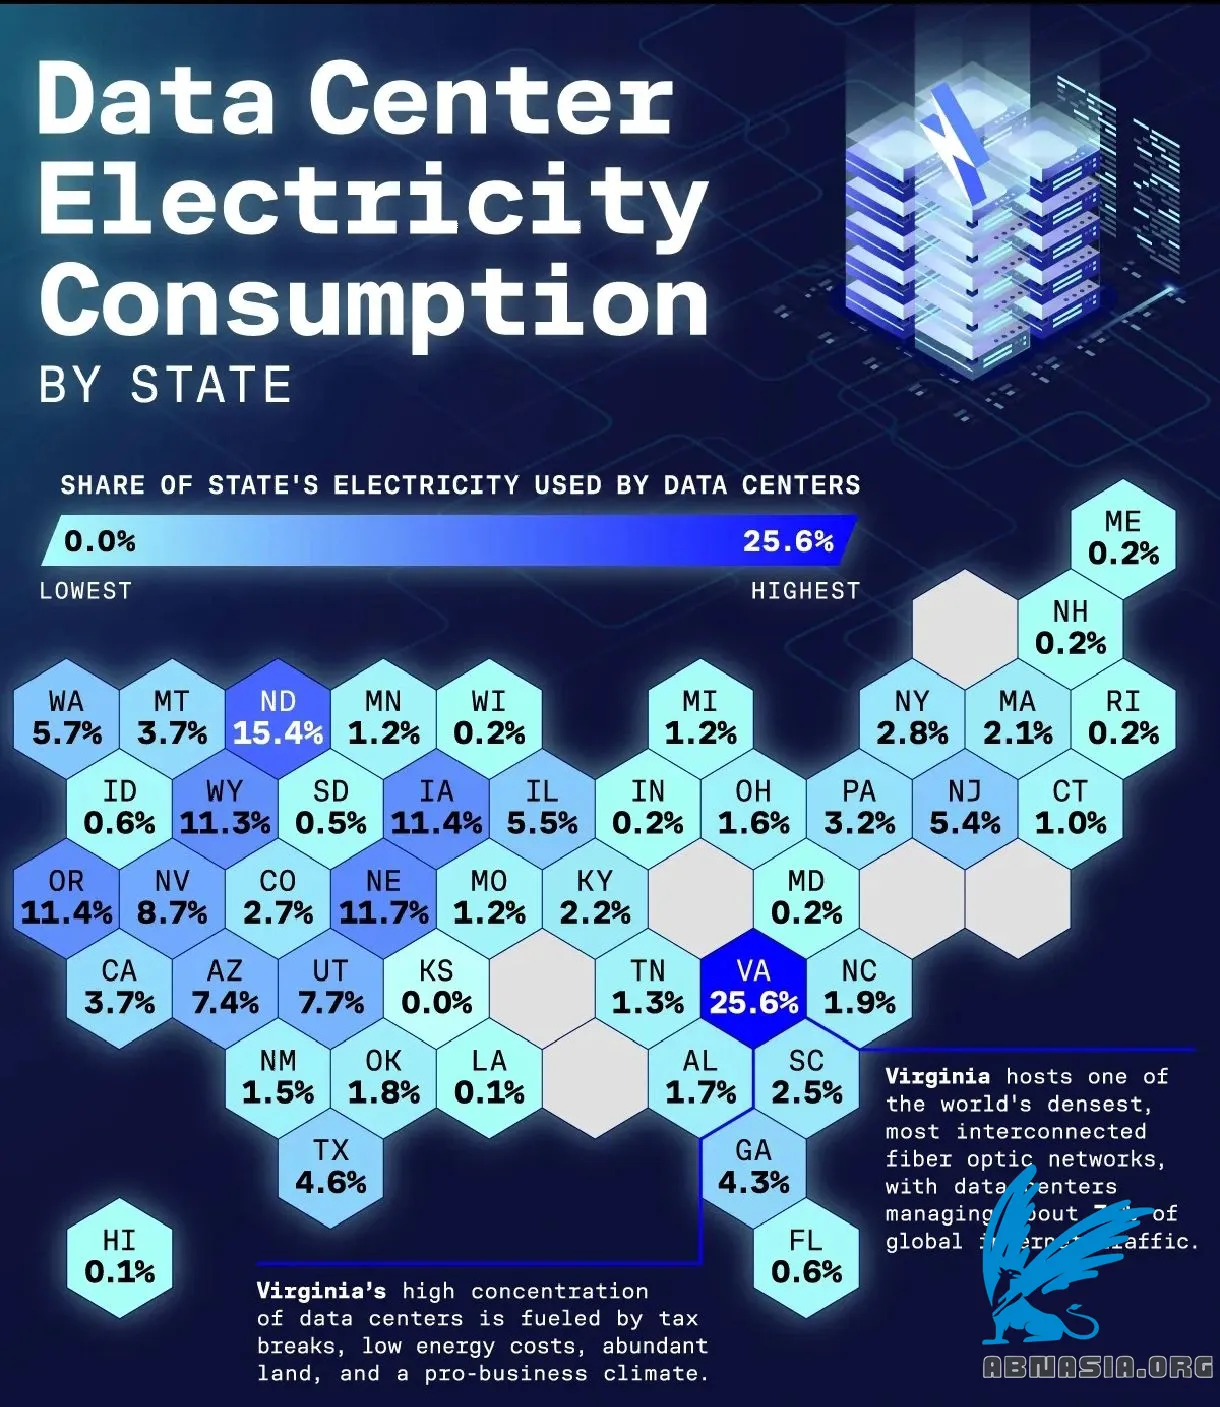 Data Center
Electricity
Consumption
BY STATE
SHARE OF STATE'S ELECTRICITY USED BY DATA CENTERS
0.0%
25.6%
LOWEST
HIGHEST
ME
0.2%
NH
0.2%
WA
5.7%
MT
3.7%
ND
15.4%
MN
1.2%
WI
0.2%
MI
1.2%
NY
2.8%
MA
2.1%
RI
0.2%
ID
0.6%
WY
11.3%
SD
0.5%
IA
11.4%
IL
5.5%
IN
0.2%
OH
1.6%
PA
3.2%
NJ
5.4%
CT
1.0%
OR
11.4%
NV
8.7%
CO
2.7%
NE
11.7%
MO
1.2%
KY
2.2%
MD
0.2%
CA
3.7%
AZ
7.4%
UT
7.7%
KS
0.0%
TN
1.3%
VA
25.6%
NC
1.9%
NM
1.5%
OK
1.8%
LA
0.1%
AL
1.7%
SC
2.5%
TX
4.6%
GA
4.3%
HI
0.1%
FL
0.6%
Virginia hosts one of
the world's densest,
most interconnected
fiber optic networks,
with data centers
managing about of
global internet traffic.
Virginia's high concentration
of data centers is fueled by tax
breaks, low energy costs, abundant
land, and a pro-business climate.
ABNASIA.ORG